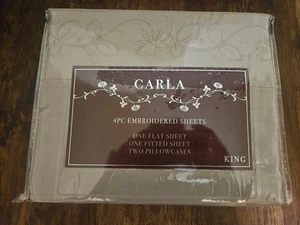 CARLA
4PC EMBROIDERED SHEETS
ONE FLAT SHEET
ONE FITTED SHEET
TWO PILLOWCASES
KING